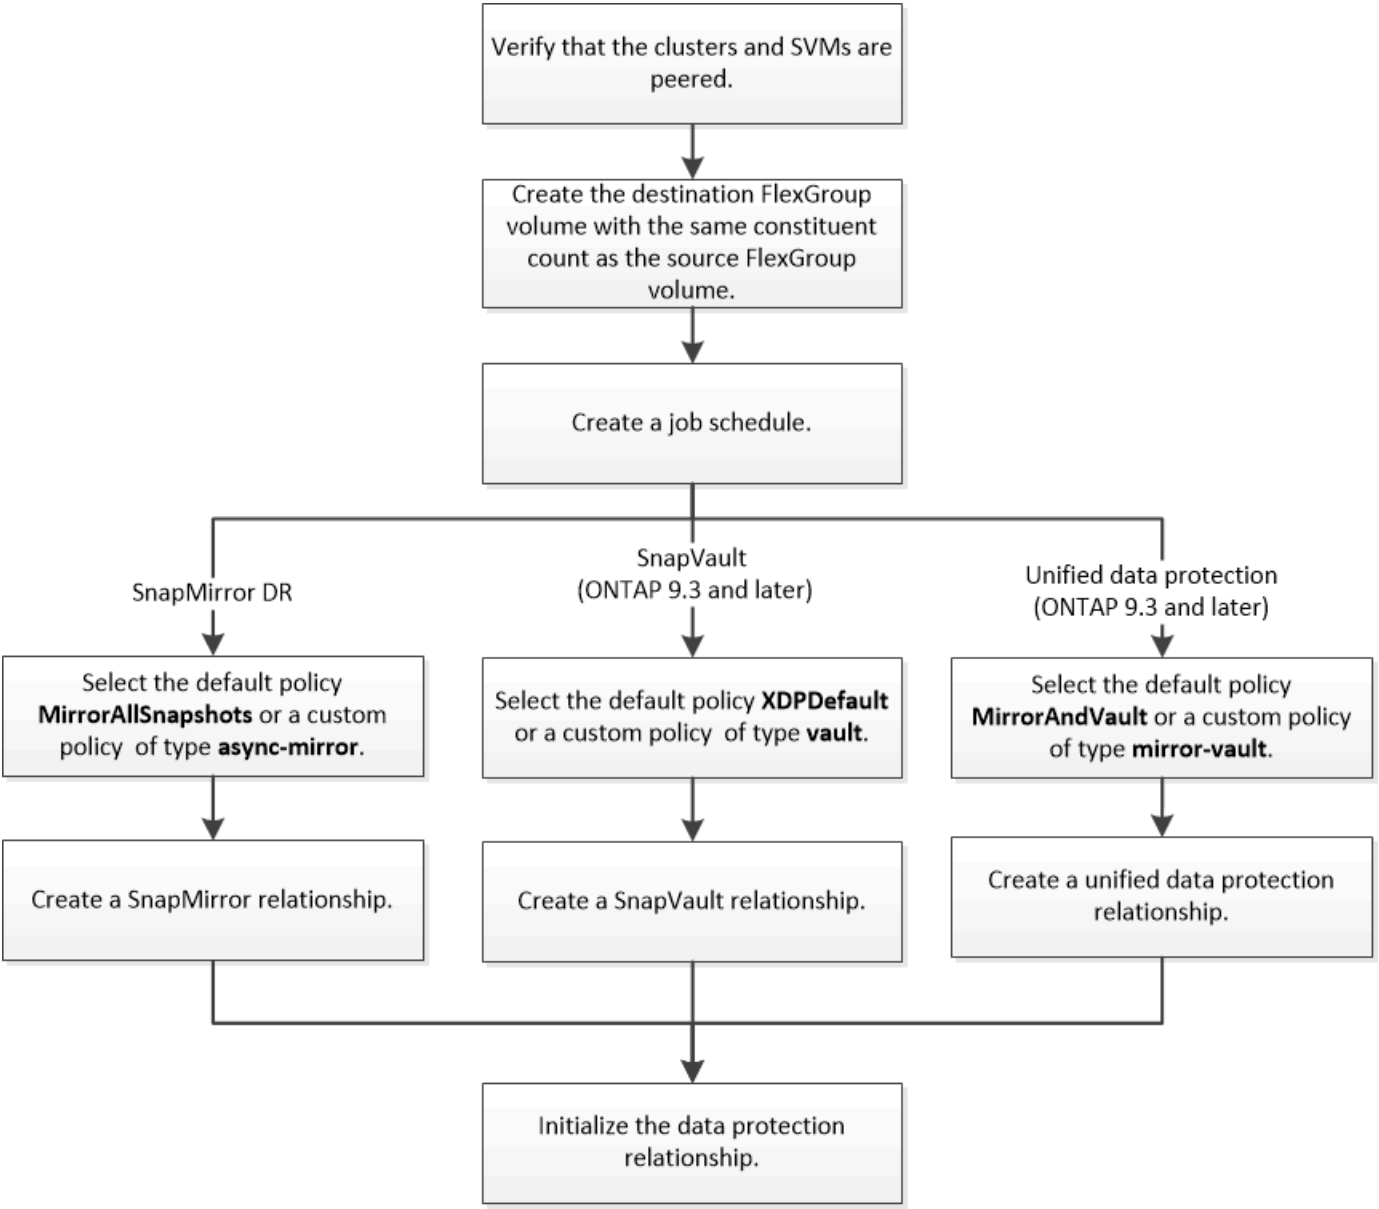 Verify that the clusters and SVMs are
peered.
Create the destination FlexGroup
volume with the same constituent
count as the source FlexGroup
volume.
Create a job schedule.
SnapMirror DR
SnapVault
(ONTAP 9.3 and later)
Unified data protection
(ONTAP 9.3 and later)
Select the default policy
MirrorAllSnapshots or a custom
policy of type async-mirror.
Select the default policy XDPDefault
or a custom policy of type vault.
Select the default policy
MirrorAndVault or a custom policy
of type mirror-vault.
Create a SnapMirror relationship.
Create a SnapVault relationship.
Create a unified data protection
relationship.
Initialize the data protection
relationship.